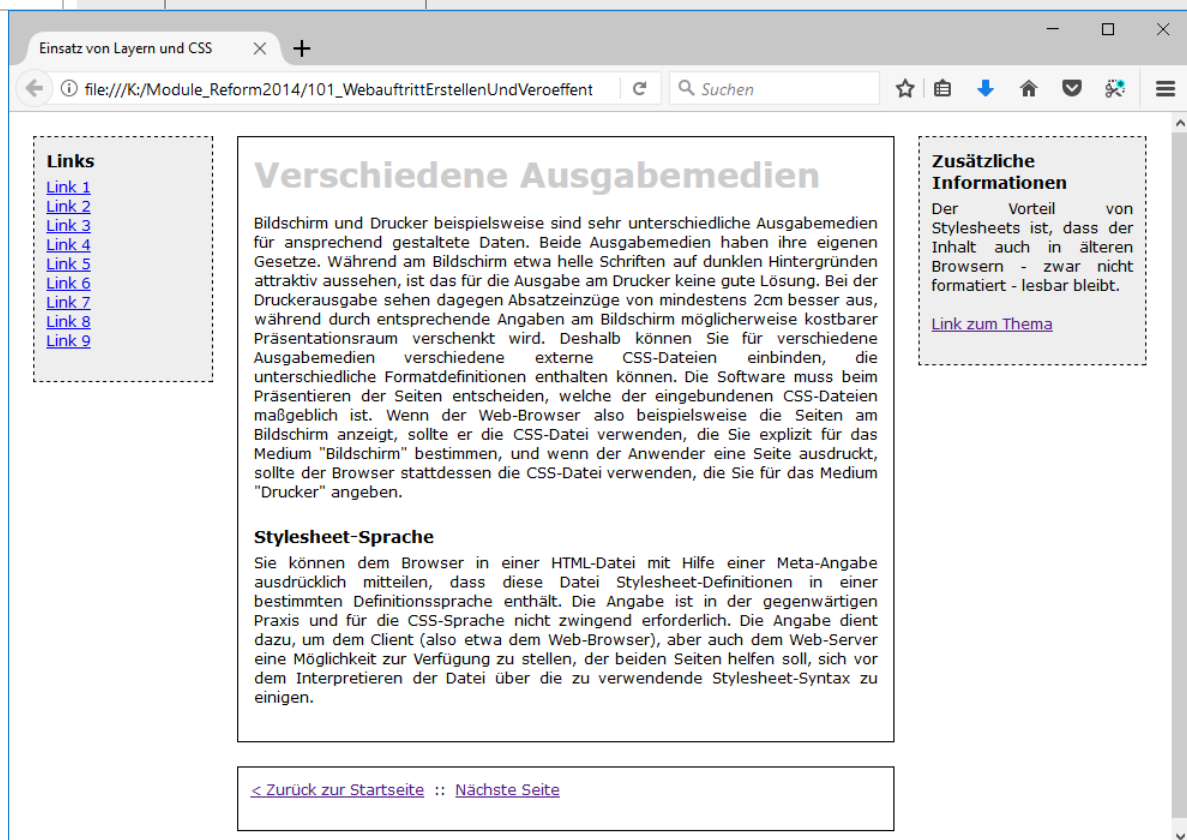 Einsatz von Layern und CSS
file:///K:/Module_Reform2014/101_WebauftrittErstellenUndVeroeffent
Suchen
Links
Link 1
Link 2
Link 3
Link 4
Link 5
Link 6
Link 7
Link 8
Link 9
Verschiedene Ausgabemedien
Bildschirm und Drucker beispielsweise sind sehr unterschiedliche Ausgabemedien
für ansprechend gestaltete Daten. Beide Ausgabemedien haben ihre eigenen
Gesetze. Während am Bildschirm etwa helle Schriften auf dunklen Hintergründen
attraktiv aussehen, ist das für die Ausgabe am Drucker keine gute Lösung. Bei der
Druckerausgabe sehen dagegen Absatzeinzüge von mindestens 2cm besser aus,
während durch entsprechende Angaben am Bildschirm möglicherweise kostbarer
Präsentationsraum verschenkt wird. Deshalb können Sie für verschiedene
Ausgabemedien verschiedene externe CSS-Dateien einbinden, die
unterschiedliche Formatdefinitionen enthalten können. Die Software muss beim
Präsentieren der Seiten entscheiden, welche der eingebundenen CSS-Dateien
maßgeblich ist. Wenn der Web-Browser also beispielsweise die Seiten am
Bildschirm anzeigt, sollte er die CSS-Datei verwenden, die Sie explizit für das
Medium "Bildschirm" bestimmen, und wenn der Anwender eine Seite ausdruckt,
sollte der Browser stattdessen die CSS-Datei verwenden, die Sie für das Medium
"Drucker" angeben.
Stylesheet-Sprache
Sie können dem Browser in einer HTML-Datei mit Hilfe einer Meta-Angabe
ausdrücklich mitteilen, dass diese Datei Stylesheet-Definitionen in einer
bestimmten Definitionssprache enthält. Die Angabe ist in der gegenwärtigen
Praxis und für die CSS-Sprache nicht zwingend erforderlich. Die Angabe dient
dazu, um dem Client (also etwa dem Web-Browser), aber auch dem Web-Server
eine Möglichkeit zur Verfügung zu stellen, der beiden Seiten helfen soll, sich vor
dem Interpretieren der Datei über die zu verwendende Stylesheet-Syntax zu
einigen.
< Zurück zur Startseite :: Nächste Seite
Zusätzliche
Informationen
Der Vorteil von
Stylesheets ist, dass der
Inhalt auch in älteren
Browsern - zwar nicht
formatiert - lesbar bleibt.
Link zum Thema